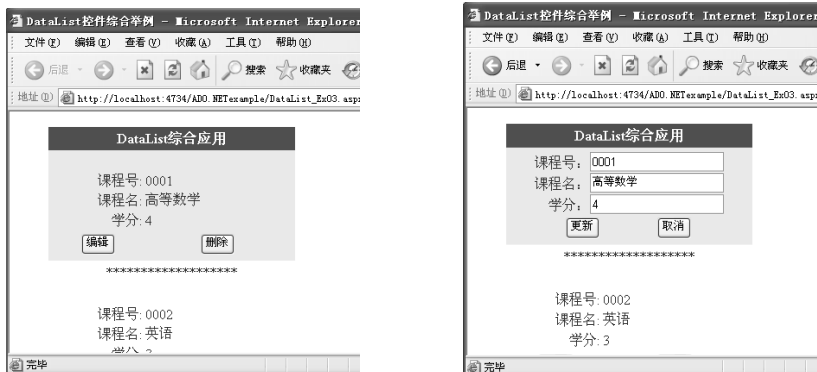 DataList控件综合举例 - Microsoft Internet Explorer
文件(F) 编辑(E) 查看(V) 收藏(A) 工具(T) 帮助(H)
后退 搜索 收藏夹
地址(D) http://localhost:4734/ADO.NETexample/DataList_Ex03.asp
DataList综合应用
课程号: 0001
课程名: 高等数学
学分: 4
编辑 删除
*******************
课程号: 0002
课程名: 英语
完毕
DataList控件综合举例 - Microsoft Internet Explorer
文件(F) 编辑(E) 查看(V) 收藏(A) 工具(T) 帮助(H)
后退 搜索 收藏夹
地址(D) http://localhost:4734/ADO.NETexample/DataList_Ex03.asp
DataList综合应用
课程号: 0001
课程名: 高等数学
学分: 4
更新 取消
*******************
课程号: 0002
课程名: 英语
学分: 3
完毕